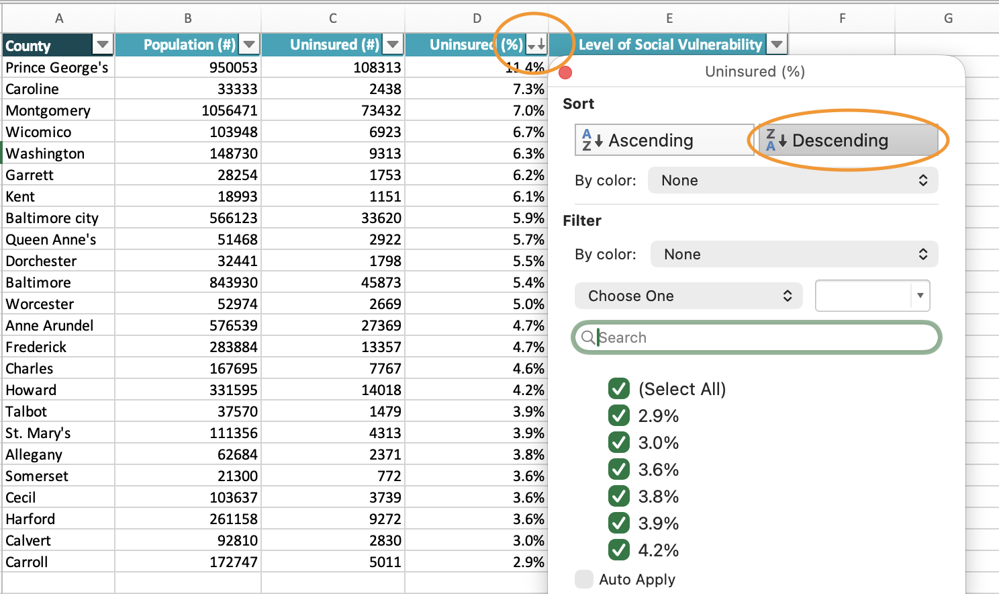 A B C D E F G
County Population (#) Uninsured (#) Uninsured (%) Level of Social Vulnerability
Prince George's 950053 108313 11.4%
Caroline 33333 2438 7.3%
Montgomery 1056471 73432 7.0%
Wicomico 103948 6923 6.7%
Washington 148730 9313 6.3%
Garrett 28254 1753 6.2%
Kent 18993 1151 6.1%
Baltimore city 566123 33620 5.9%
Queen Anne's 51468 2922 5.7%
Dorchester 32441 1798 5.5%
Baltimore 843930 45873 5.4%
Worcester 52974 2669 5.0%
Anne Arundel 576539 27369 4.7%
Frederick 283884 13357 4.7%
Charles 167695 7767 4.6%
Howard 331595 14018 4.2%
Talbot 37570 1479 3.9%
St. Mary's 111356 4313 3.9%
Allegany 62684 2371 3.8%
Somerset 21300 772 3.6%
Cecil 103637 3739 3.6%
Harford 261158 9272 3.6%
Calvert 92810 2830 3.0%
Carroll 172747 5011 2.9%
Uninsured (%)
Sort
A Z Ascending Z A Descending
By color: None
Filter
By color: None
Choose One
Search
(Select All)
2.9%
3.0%
3.6%
3.8%
3.9%
4.2%
Auto Apply